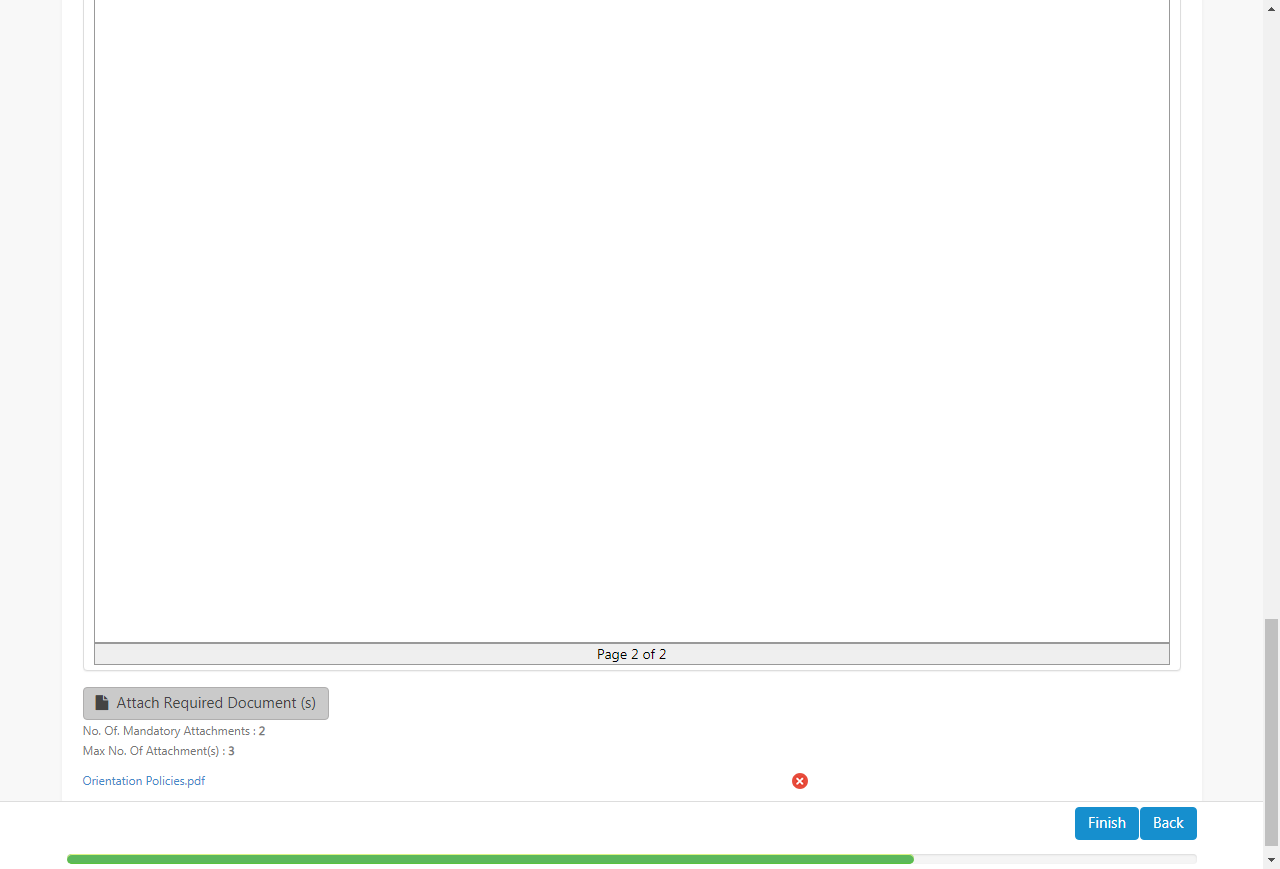 Page 2 of 2
Attach Required Document (s)
No. Of. Mandatory Attachments : 2
Max No. Of Attachment(s) : 3
Orientation Policies.pdf
Finish Back